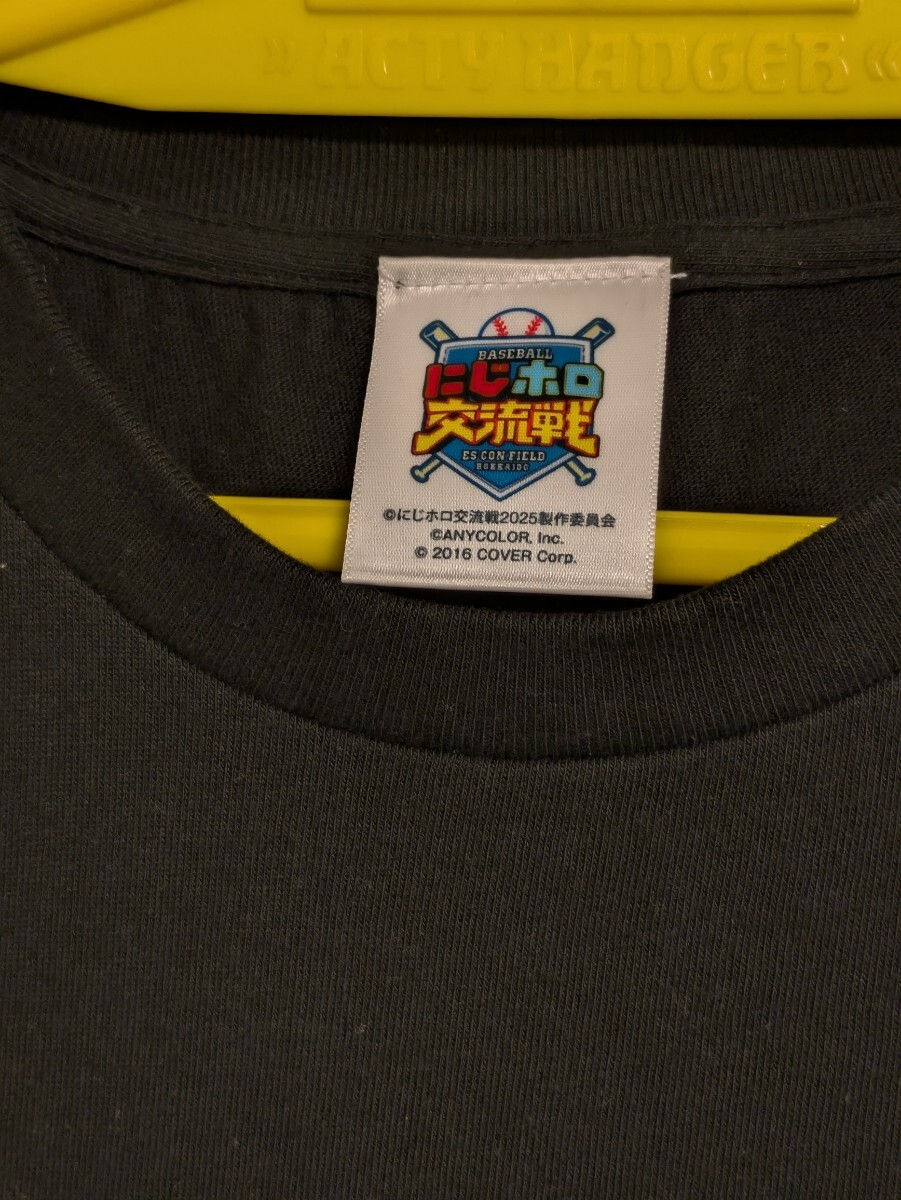 » ACTY HANGER «
BASEBALL
にじホロ
交流戦
ES CON FIELD
HOKKAIDO
©にじホロ交流戦2025製作委員会
©ANYCOLOR, Inc.
© 2016 COVER Corp.